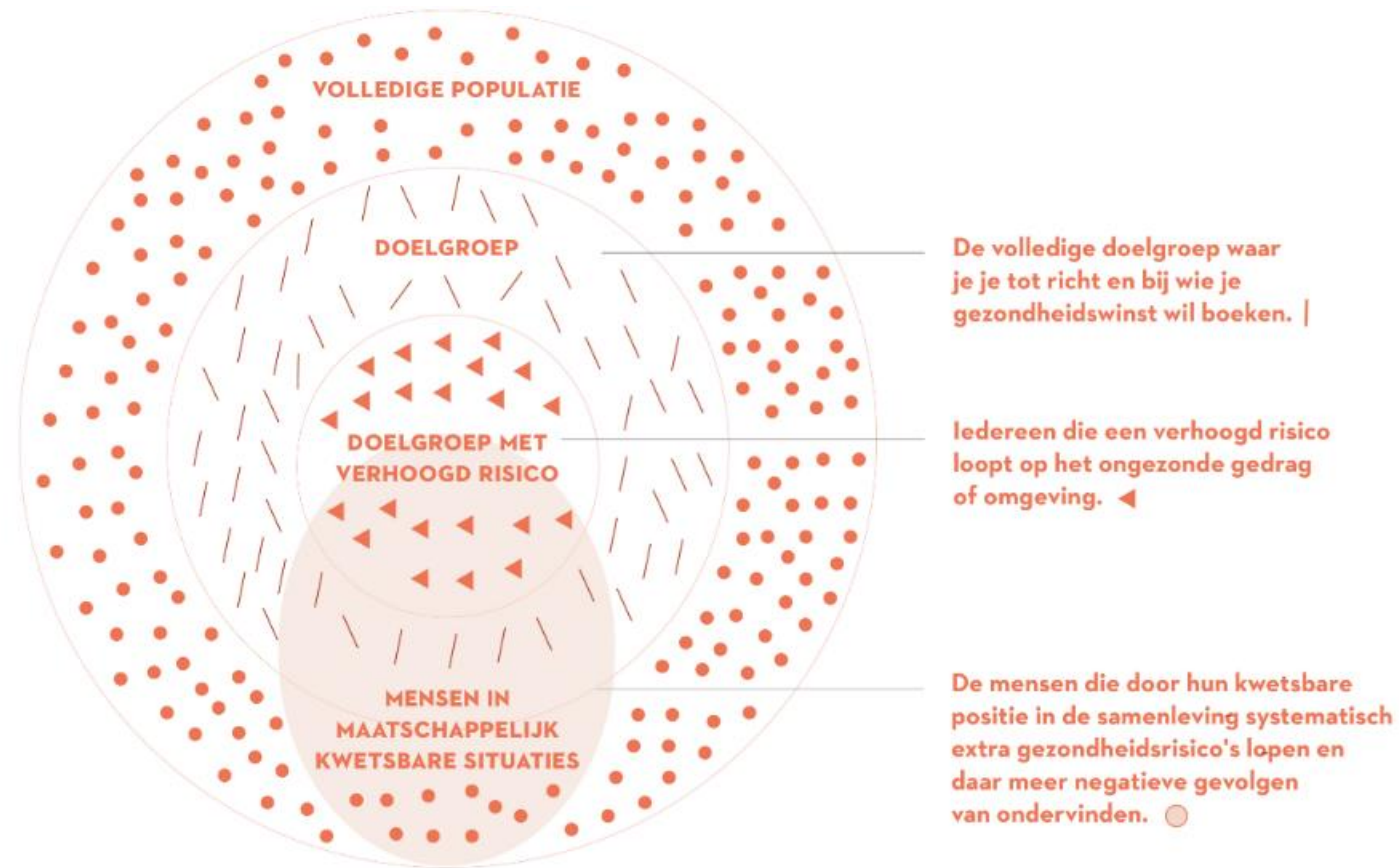 VOLLEDIGE POPULATIE
DOELGROEP
De volledige doelgroep waar
je je tot richt en bij wie je
gezondheidswinst wil boeken.
DOELGROEP MET
VERHOOGD RISICO
Iedereen die een verhoogd risico
loopt op het ongezonde gedrag
of omgeving.
MENSEN IN
MAATSCHAPPELIJK
KWETSBARE SITUATIES
De mensen die door hun kwetsbare
positie in de samenleving systematisch
extra gezondheidsrisico's lopen en
daar meer negatieve gevolgen
van ondervinden.